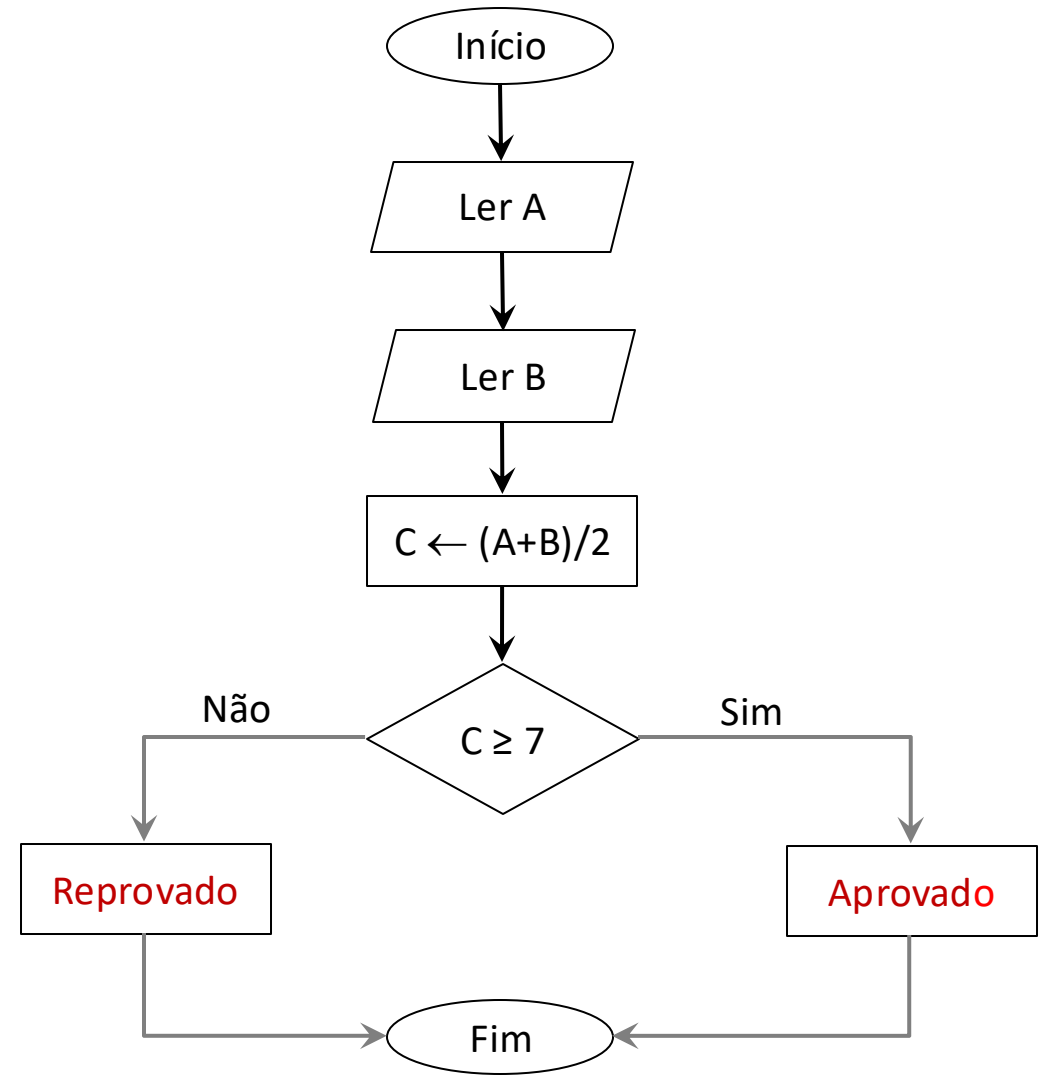 Início
Ler A
Ler B
C ← (A+B)/2
Não
Sim
C ≥ 7
Reprovado
Aprovado
Fim